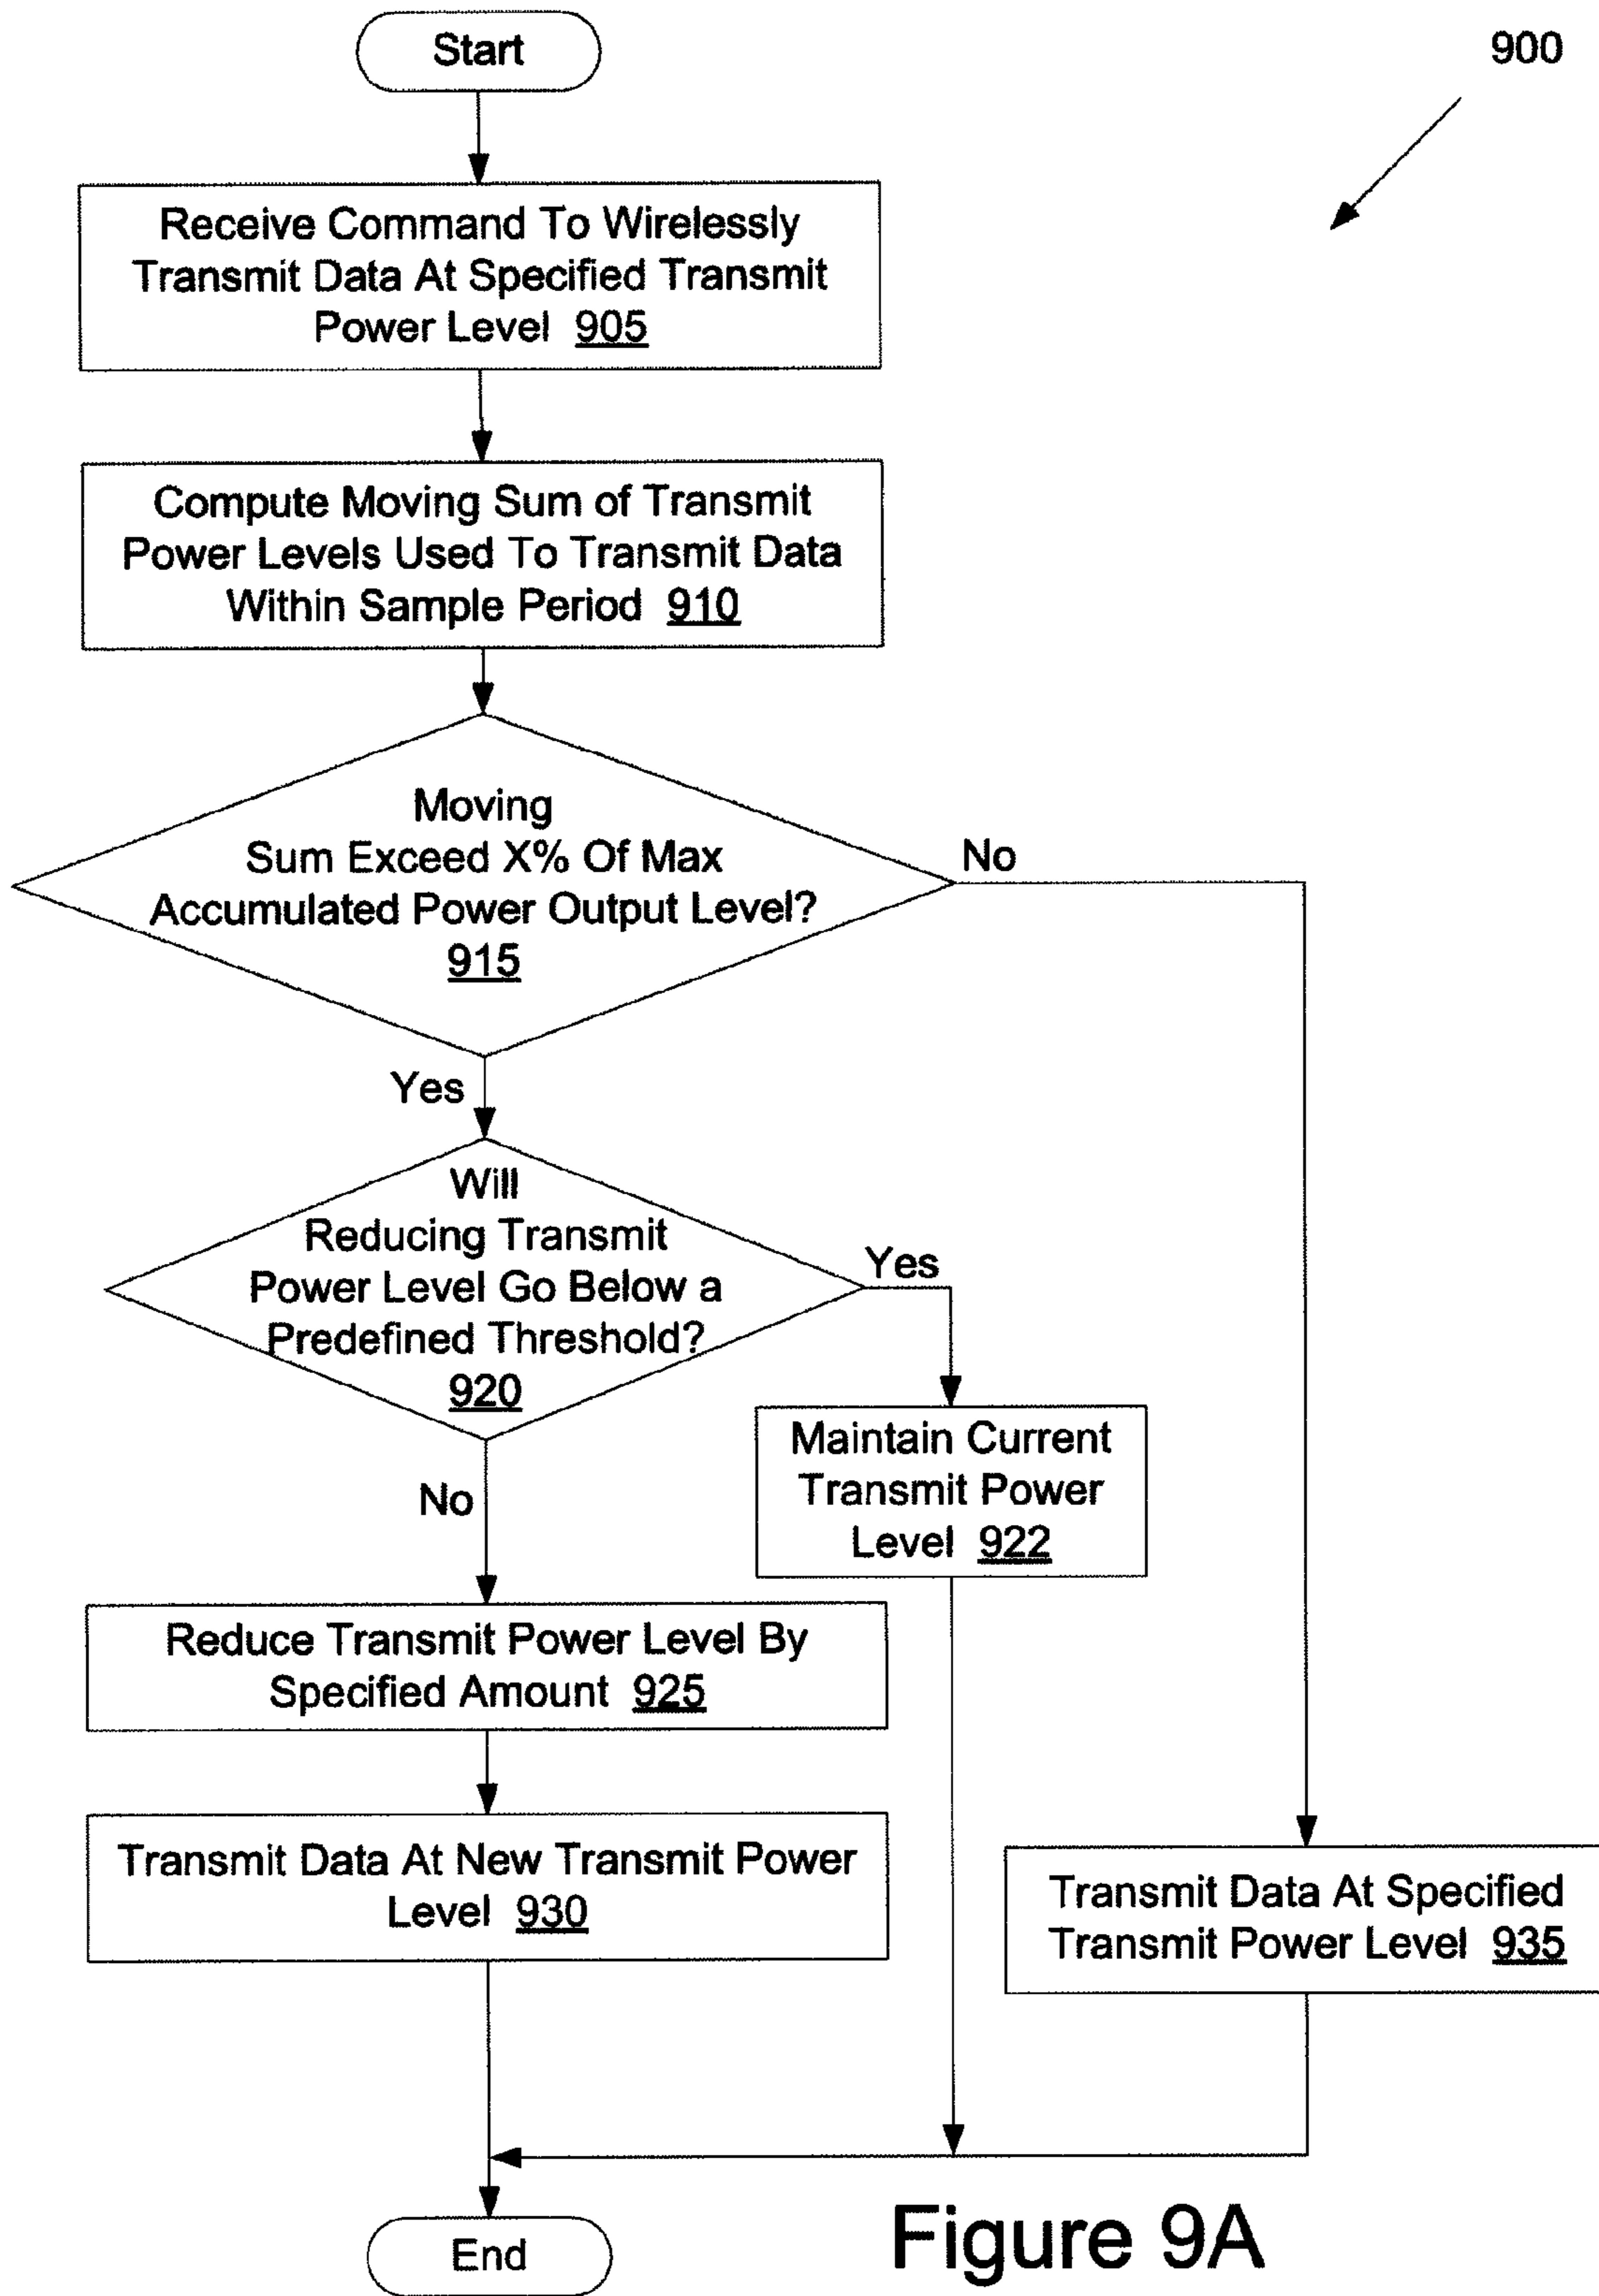 Start
900
Receive Command To Wirelessly
Transmit Data At Specified Transmit
Power Level 905
Compute Moving Sum of Transmit
Power Levels Used To Transmit Data
Within Sample Period 910
Moving
Sum Exceed X% Of Max
Accumulated Power Output Level?
915
No
Yes
Will
Reducing Transmit
Power Level Go Below a
Predefined Threshold?
920
Yes
No
Maintain Current
Transmit Power
Level 922
Reduce Transmit Power Level By
Specified Amount 925
Transmit Data At New Transmit Power
Level 930
Transmit Data At Specified
Transmit Power Level 935
End
Figure 9A